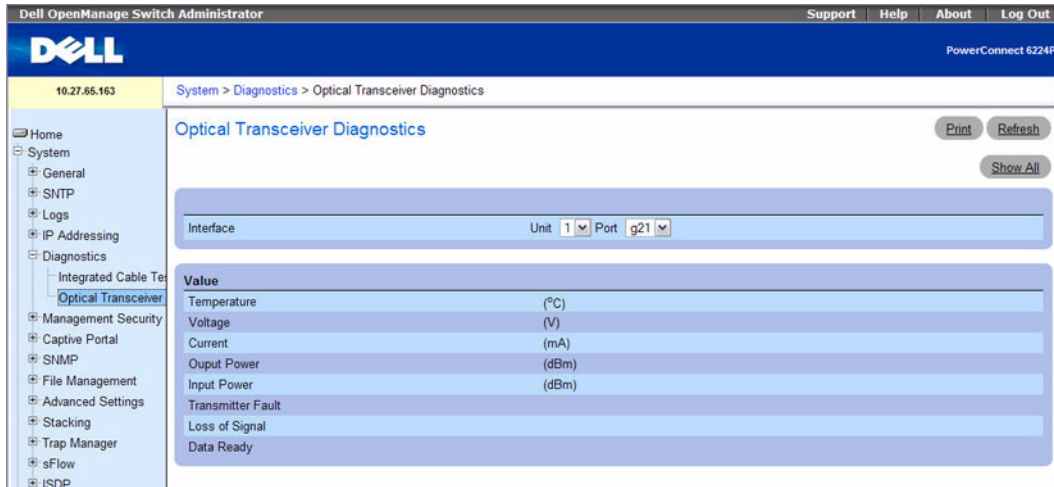 Dell OpenManage Switch Administrator
Support Help About Log Out
DELL
PowerConnect 6224P
10.27.65.163
System > Diagnostics > Optical Transceiver Diagnostics
Home
System
General
SNTP
Logs
IP Addressing
Diagnostics
Integrated Cable Tes
Optical Transceiver
Management Security
Captive Portal
SNMP
File Management
Advanced Settings
Stacking
Trap Manager
sFlow
ISDP
Optical Transceiver Diagnostics
Print Refresh
Show All
Interface Unit 1 Port g21
Value
Temperature (°C)
Voltage (V)
Current (mA)
Ouput Power (dBm)
Input Power (dBm)
Transmitter Fault
Loss of Signal
Data Ready